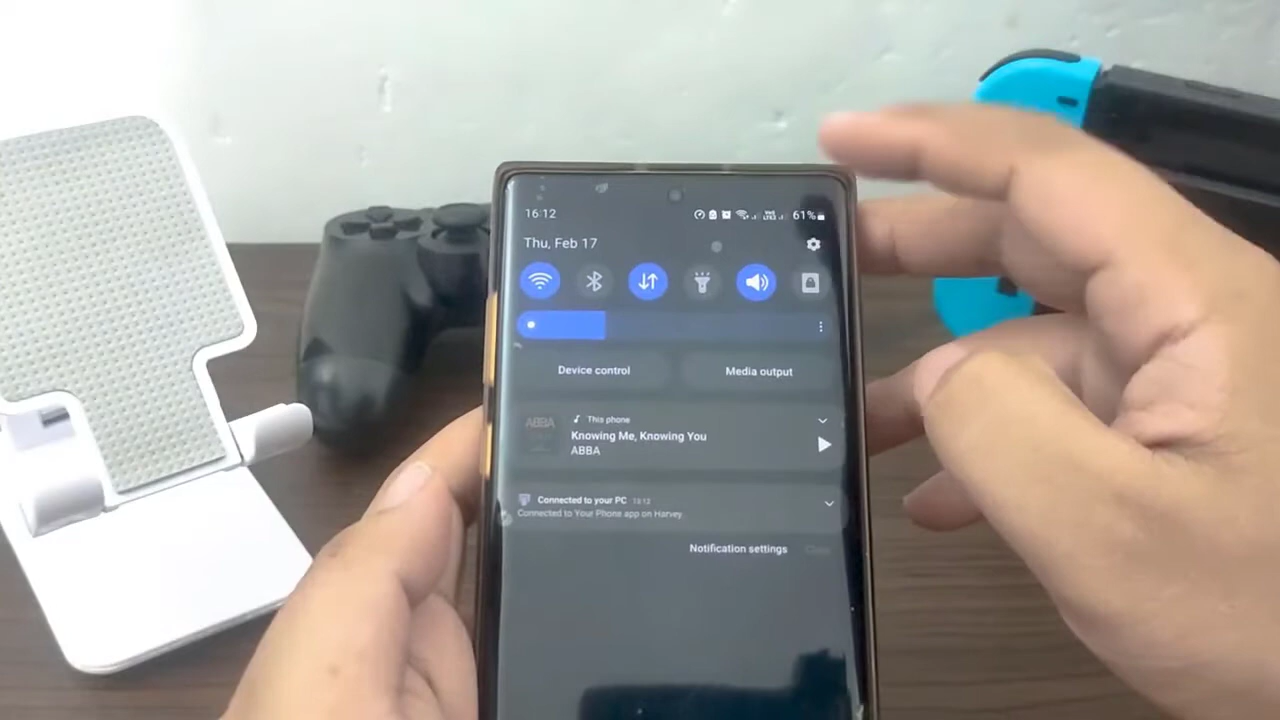 16:12
61%
Thu, Feb 17
Device control
Media output
ABBA
This phone
Knowing Me, Knowing You
ABBA
Connected to your PC 16:12
Connected to Your Phone app on Harvey.
Notification settings
Clear